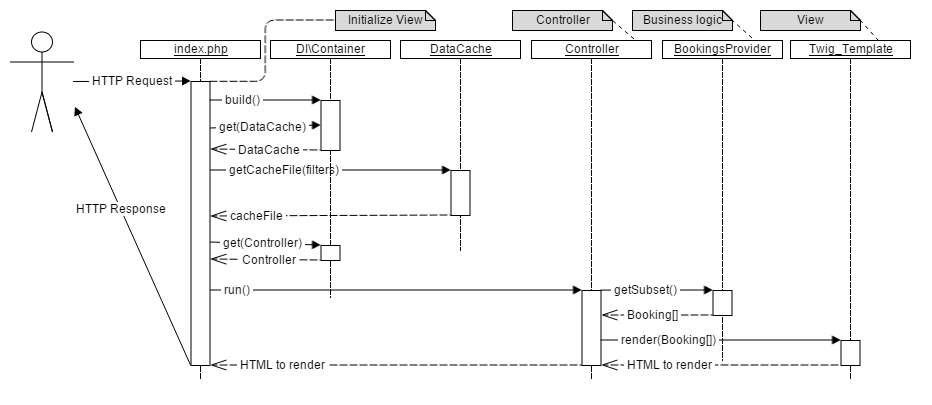 Initialize View
Controller
Business logic
View
index.php
DI\Container
DataCache
Controller
BookingsProvider
Twig_Template
HTTP Request
build()
get(DataCache)
DataCache
getCacheFile(filters)
HTTP Response
cacheFile
get(Controller)
Controller
run()
getSubset()
Booking[]
render(Booking[])
HTML to render
HTML to render